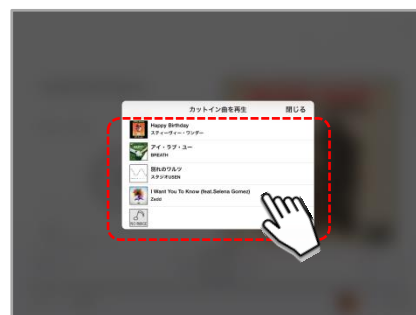 カットイン曲を再生 閉じる
Happy Birthday
スティーヴィー・ワンダー
アイ・ラブ・ユー
BREATH
別れのワルツ
スタジオUSEN
I Want You To Know (feat.Selena Gomez)
Zedd
NO IMAGE